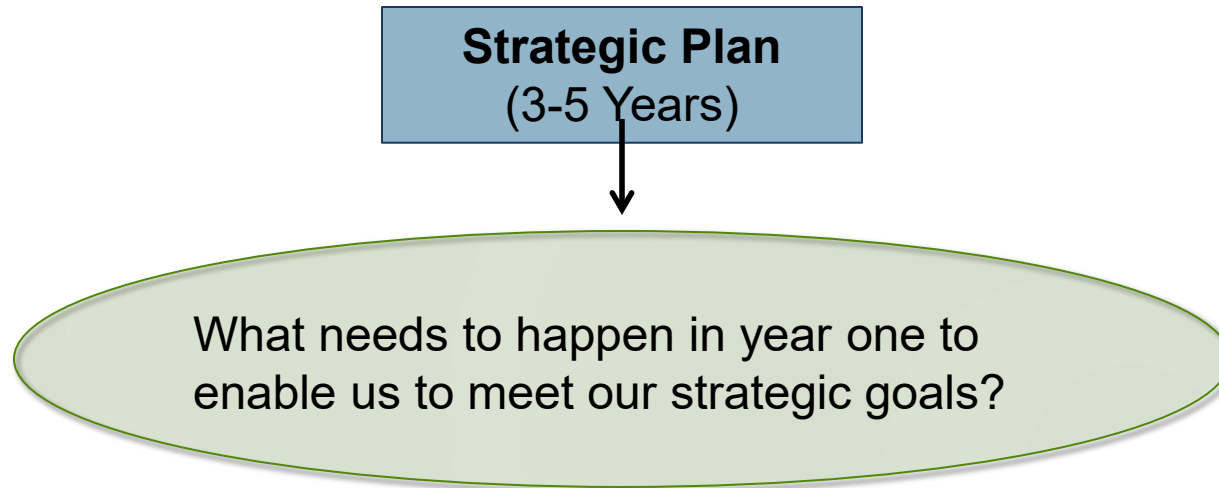 Strategic Plan
(3-5 Years)
What needs to happen in year one to
enable us to meet our strategic goals?